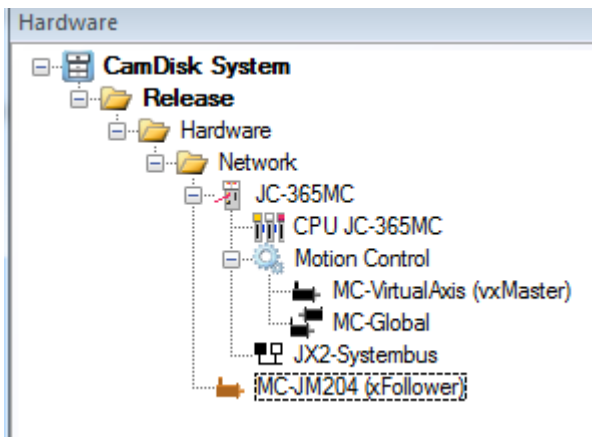 Hardware
CamDisk System
Release
Hardware
Network
JC-365MC
CPU JC-365MC
Motion Control
MC-VirtualAxis (vxMaster)
MC-Global
JX2-Systembus
MC-JM204 (xFollower)